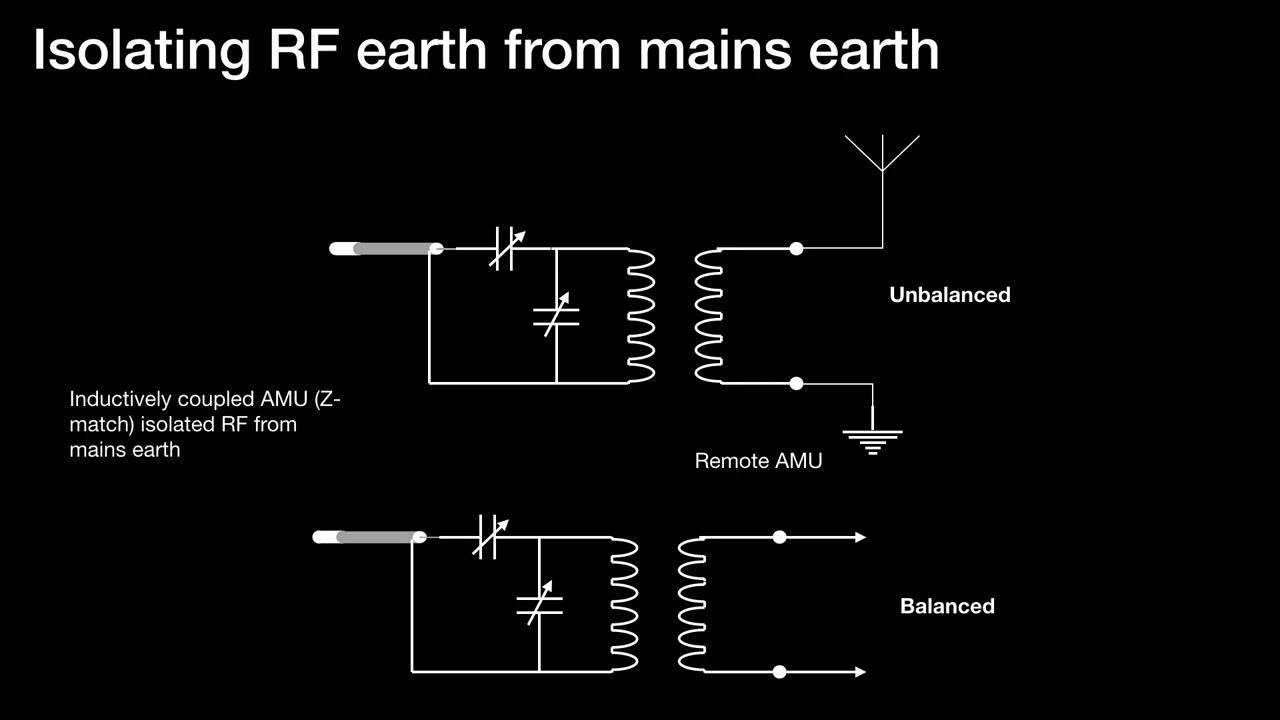 Isolating RF earth from mains earth
Unbalanced
Inductively coupled AMU (Z-
match) isolated RF from
mains earth
Remote AMU
Balanced